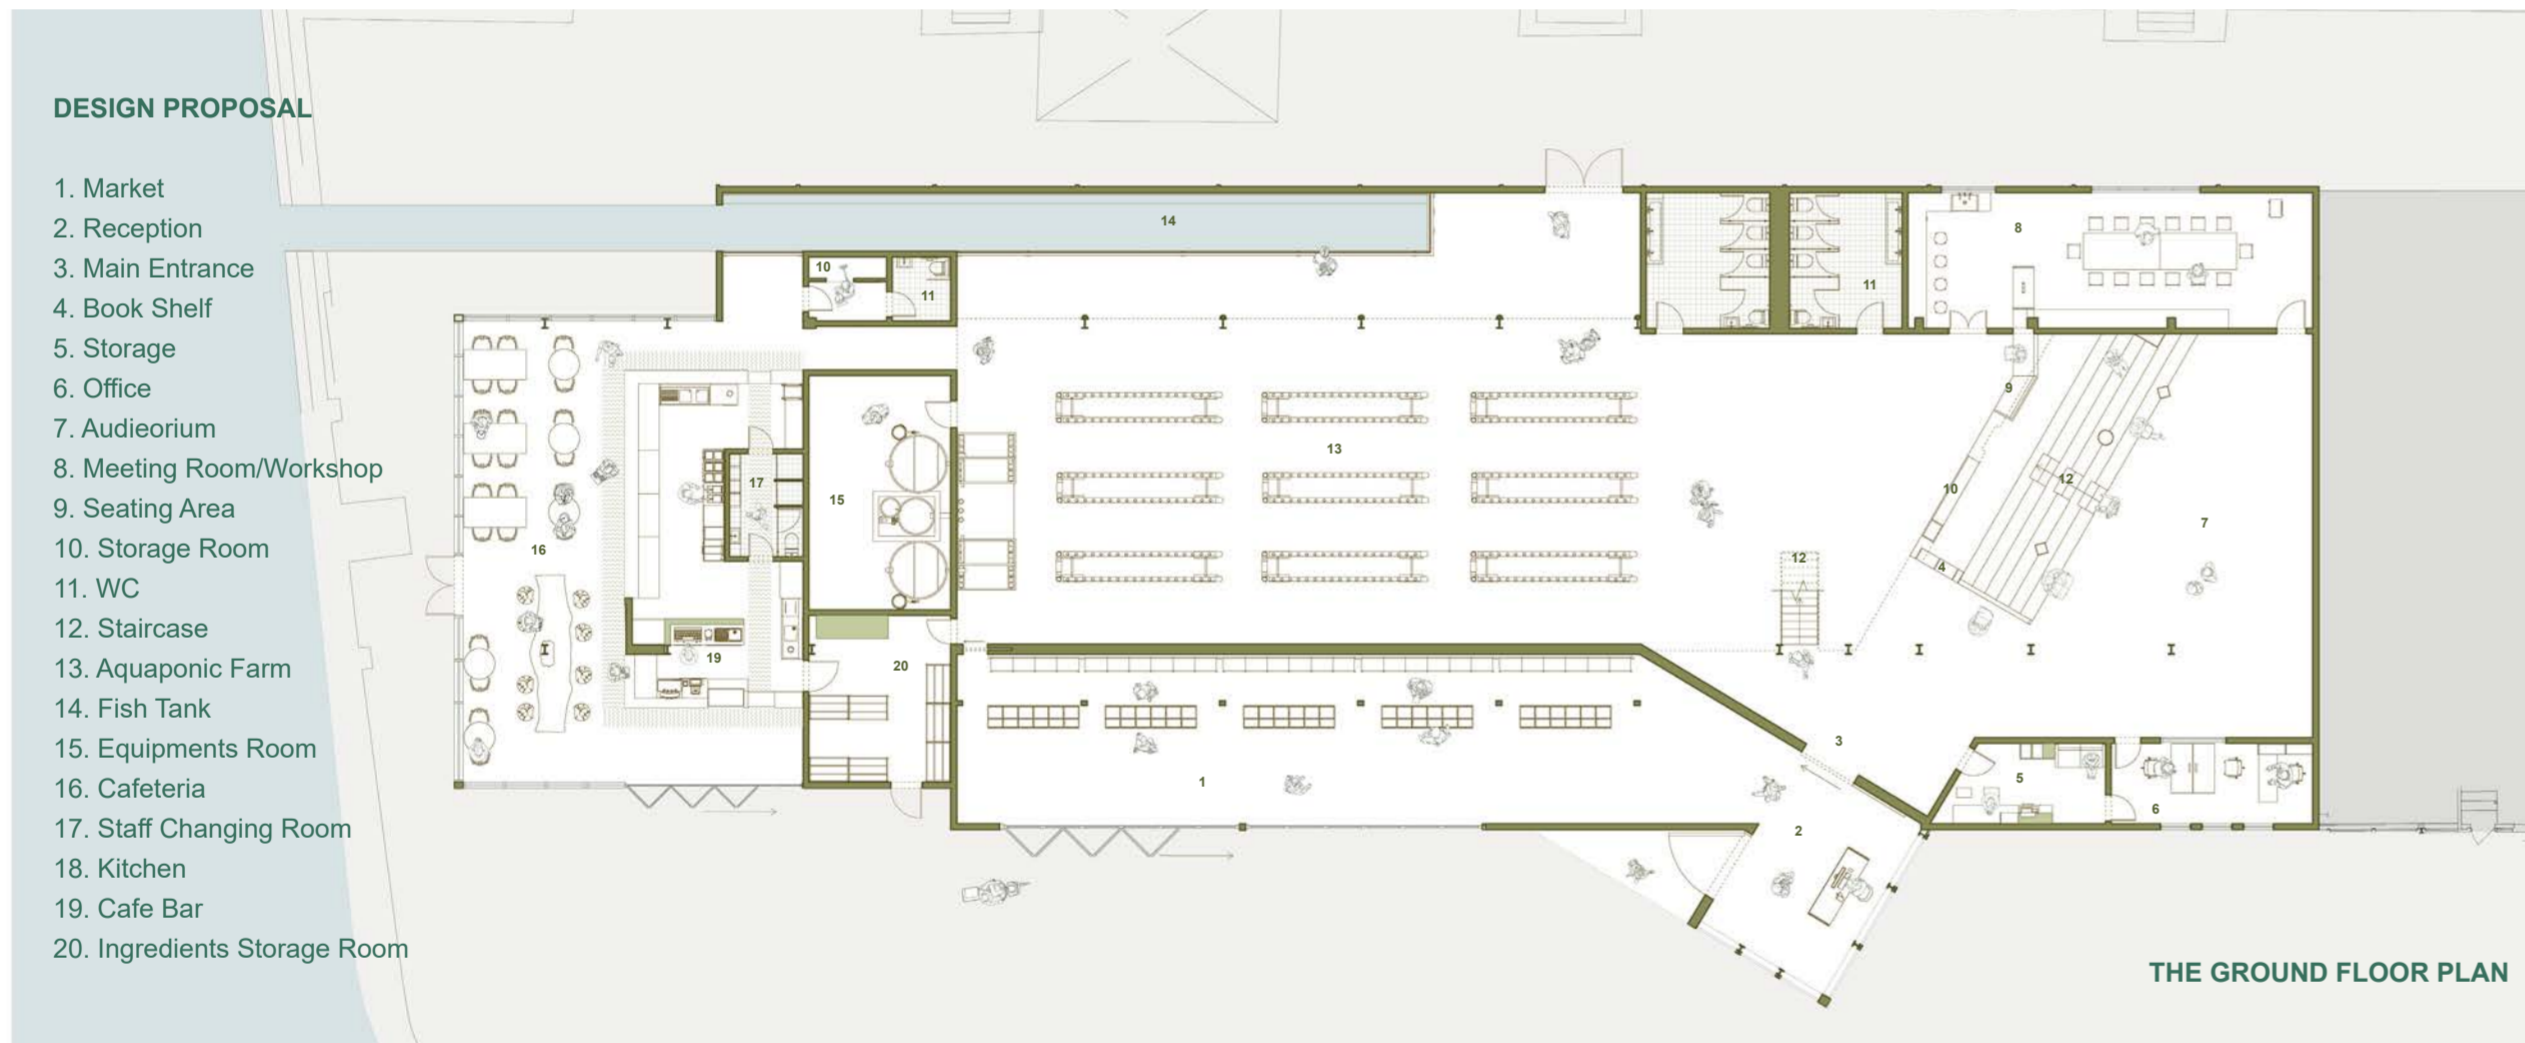 DESIGN PROPOSAL
1. Market
2. Reception
3. Main Entrance
4. Book Shelf
5. Storage
6. Office
7. Audieorium
8. Meeting Room/Workshop
9. Seating Area
10. Storage Room
11. WC
12. Staircase
13. Aquaponic Farm
14. Fish Tank
15. Equipments Room
16. Cafeteria
17. Staff Changing Room
18. Kitchen
19. Cafe Bar
20. Ingredients Storage Room
14
8
10
11
11
9
13
17
12
10
15
7
16
12
4
19
20
3
5
1
6
2
THE GROUND FLOOR PLAN